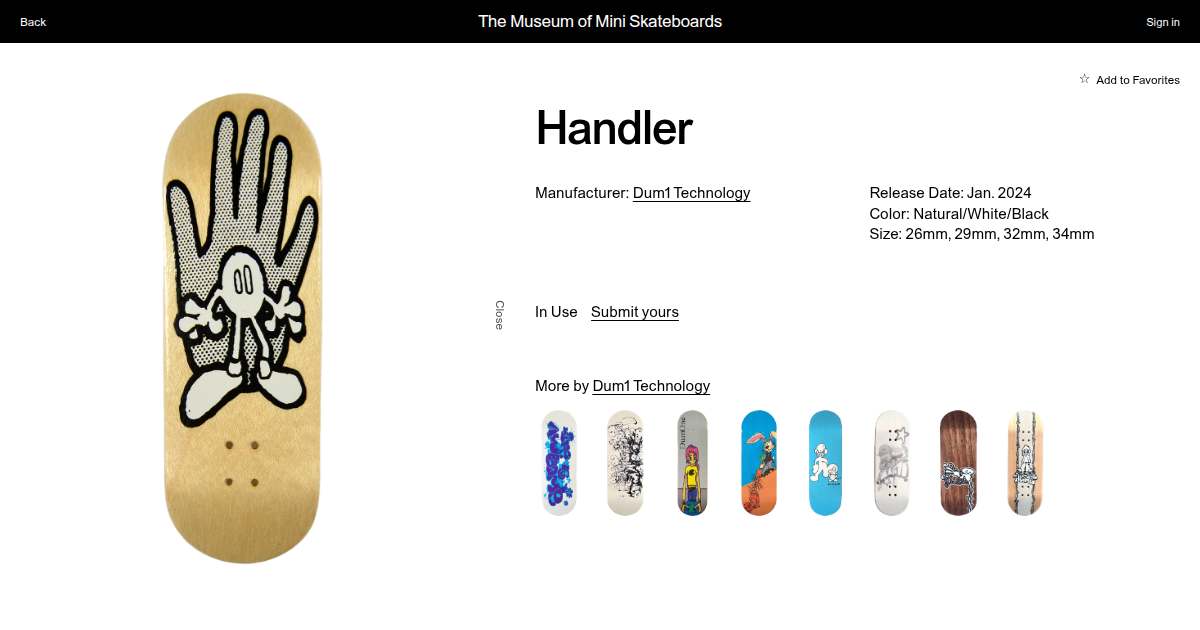 Back
The Museum of Mini Skateboards
Sign in
☆ Add to Favorites
Handler
Manufacturer: Dum1 Technology
Release Date: Jan. 2024
Color: Natural/White/Black
Size: 26mm, 29mm, 32mm, 34mm
Close
In Use Submit yours
More by Dum1 Technology